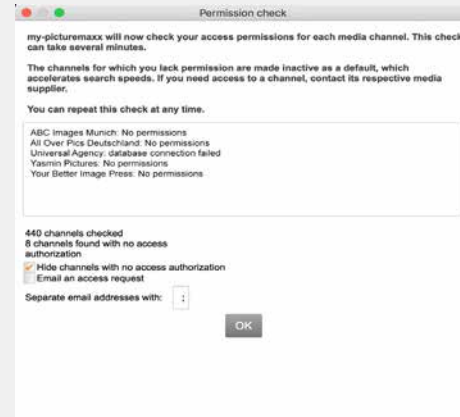 Permission check
my-picturemaxx will now check your access permissions for each media channel. This check
can take several minutes.
The channels for which you lack permission are made inactive as a default, which
accelerates search speeds. If you need access to a channel, contact its respective media
supplier.
You can repeat this check at any time.
ABC Images Munich: No permissions
All Over Pics Deutschland: No permissions
Universal Agency: database connection failed
Yasmin Pictures: No permissions
Your Better Image Press: No permissions
440 channels checked
8 channels found with no access
authorization
Hide channels with no access authorization
Email an access request
Separate email addresses with: ;
OK